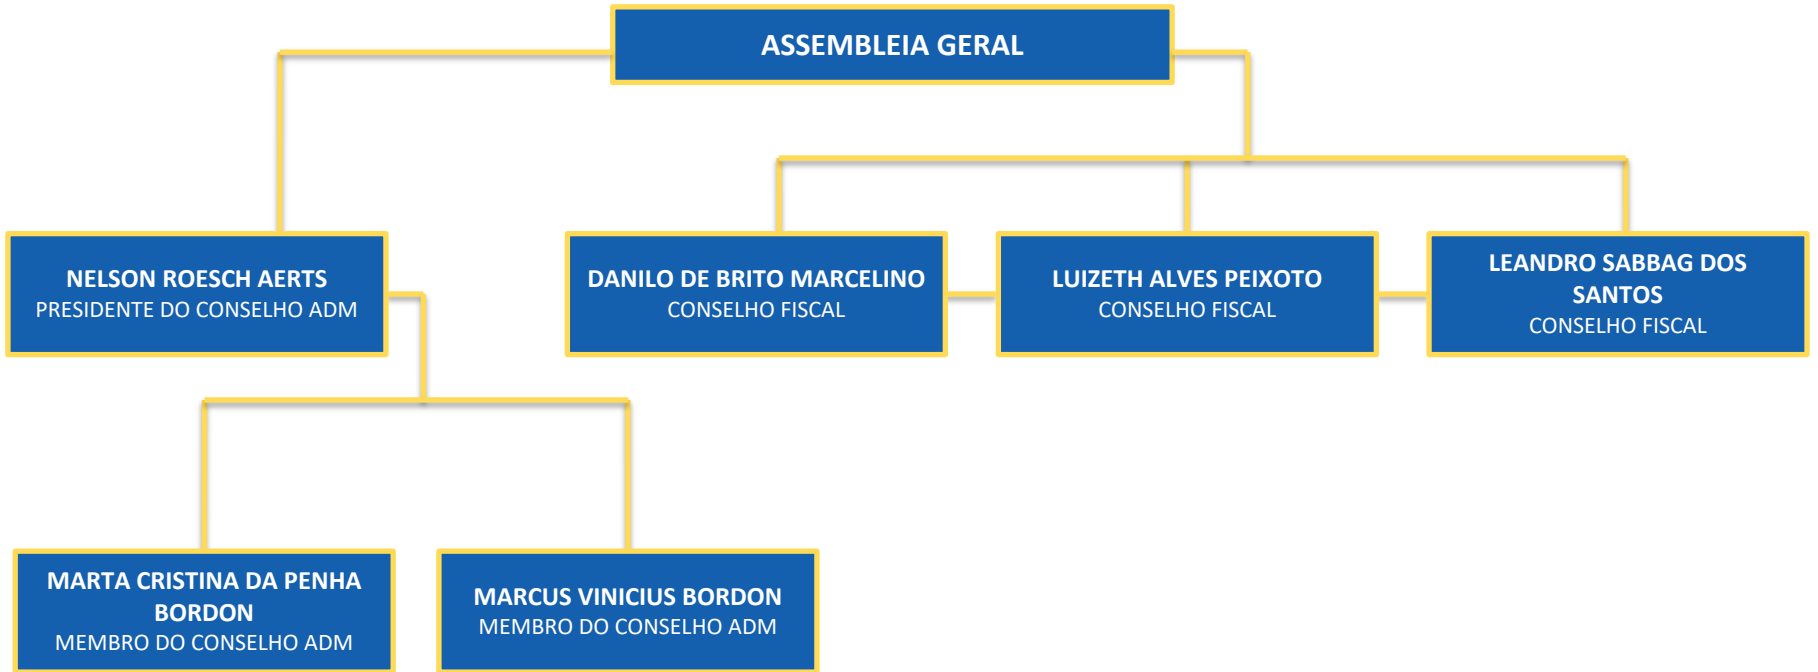 ASSEMBLEIA GERAL
NELSON ROESCH AERTS
PRESIDENTE DO CONSELHO ADM
DANILO DE BRITO MARCELINO
CONSELHO FISCAL
LUIZETH ALVES PEIXOTO
CONSELHO FISCAL
LEANDRO SABBAG DOS
SANTOS
CONSELHO FISCAL
MARTA CRISTINA DA PENHA
BORDON
MEMBRO DO CONSELHO ADM
MARCUS VINICIUS BORDON
MEMBRO DO CONSELHO ADM